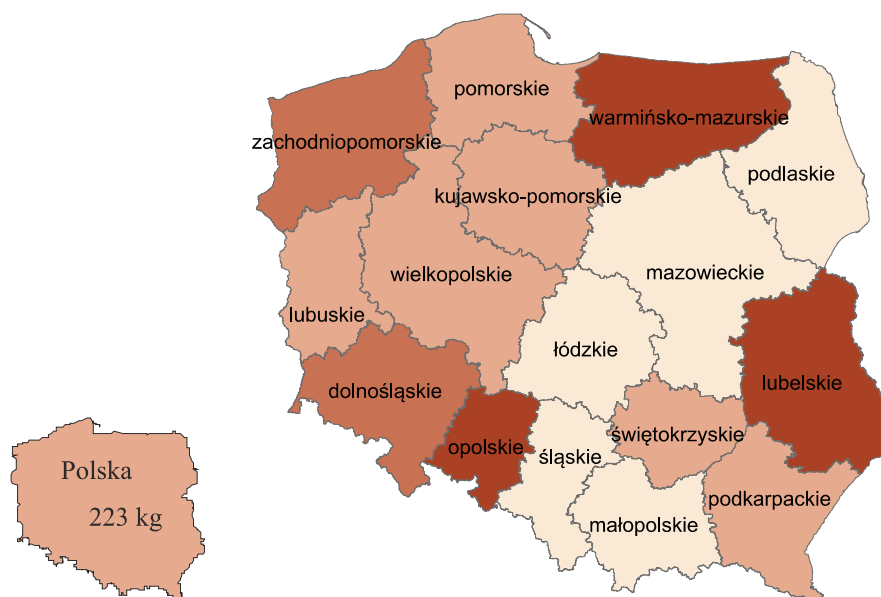 pomorskie
warmińsko-mazurskie
zachodniopomorskie
podlaskie
kujawsko-pomorskie
wielkopolskie
mazowieckie
lubuskie
łódzkie
dolnośląskie
lubelskie
świętokrzyskie
opolskie
śląskie
podkarpackie
małopolskie
Polska
223 kg